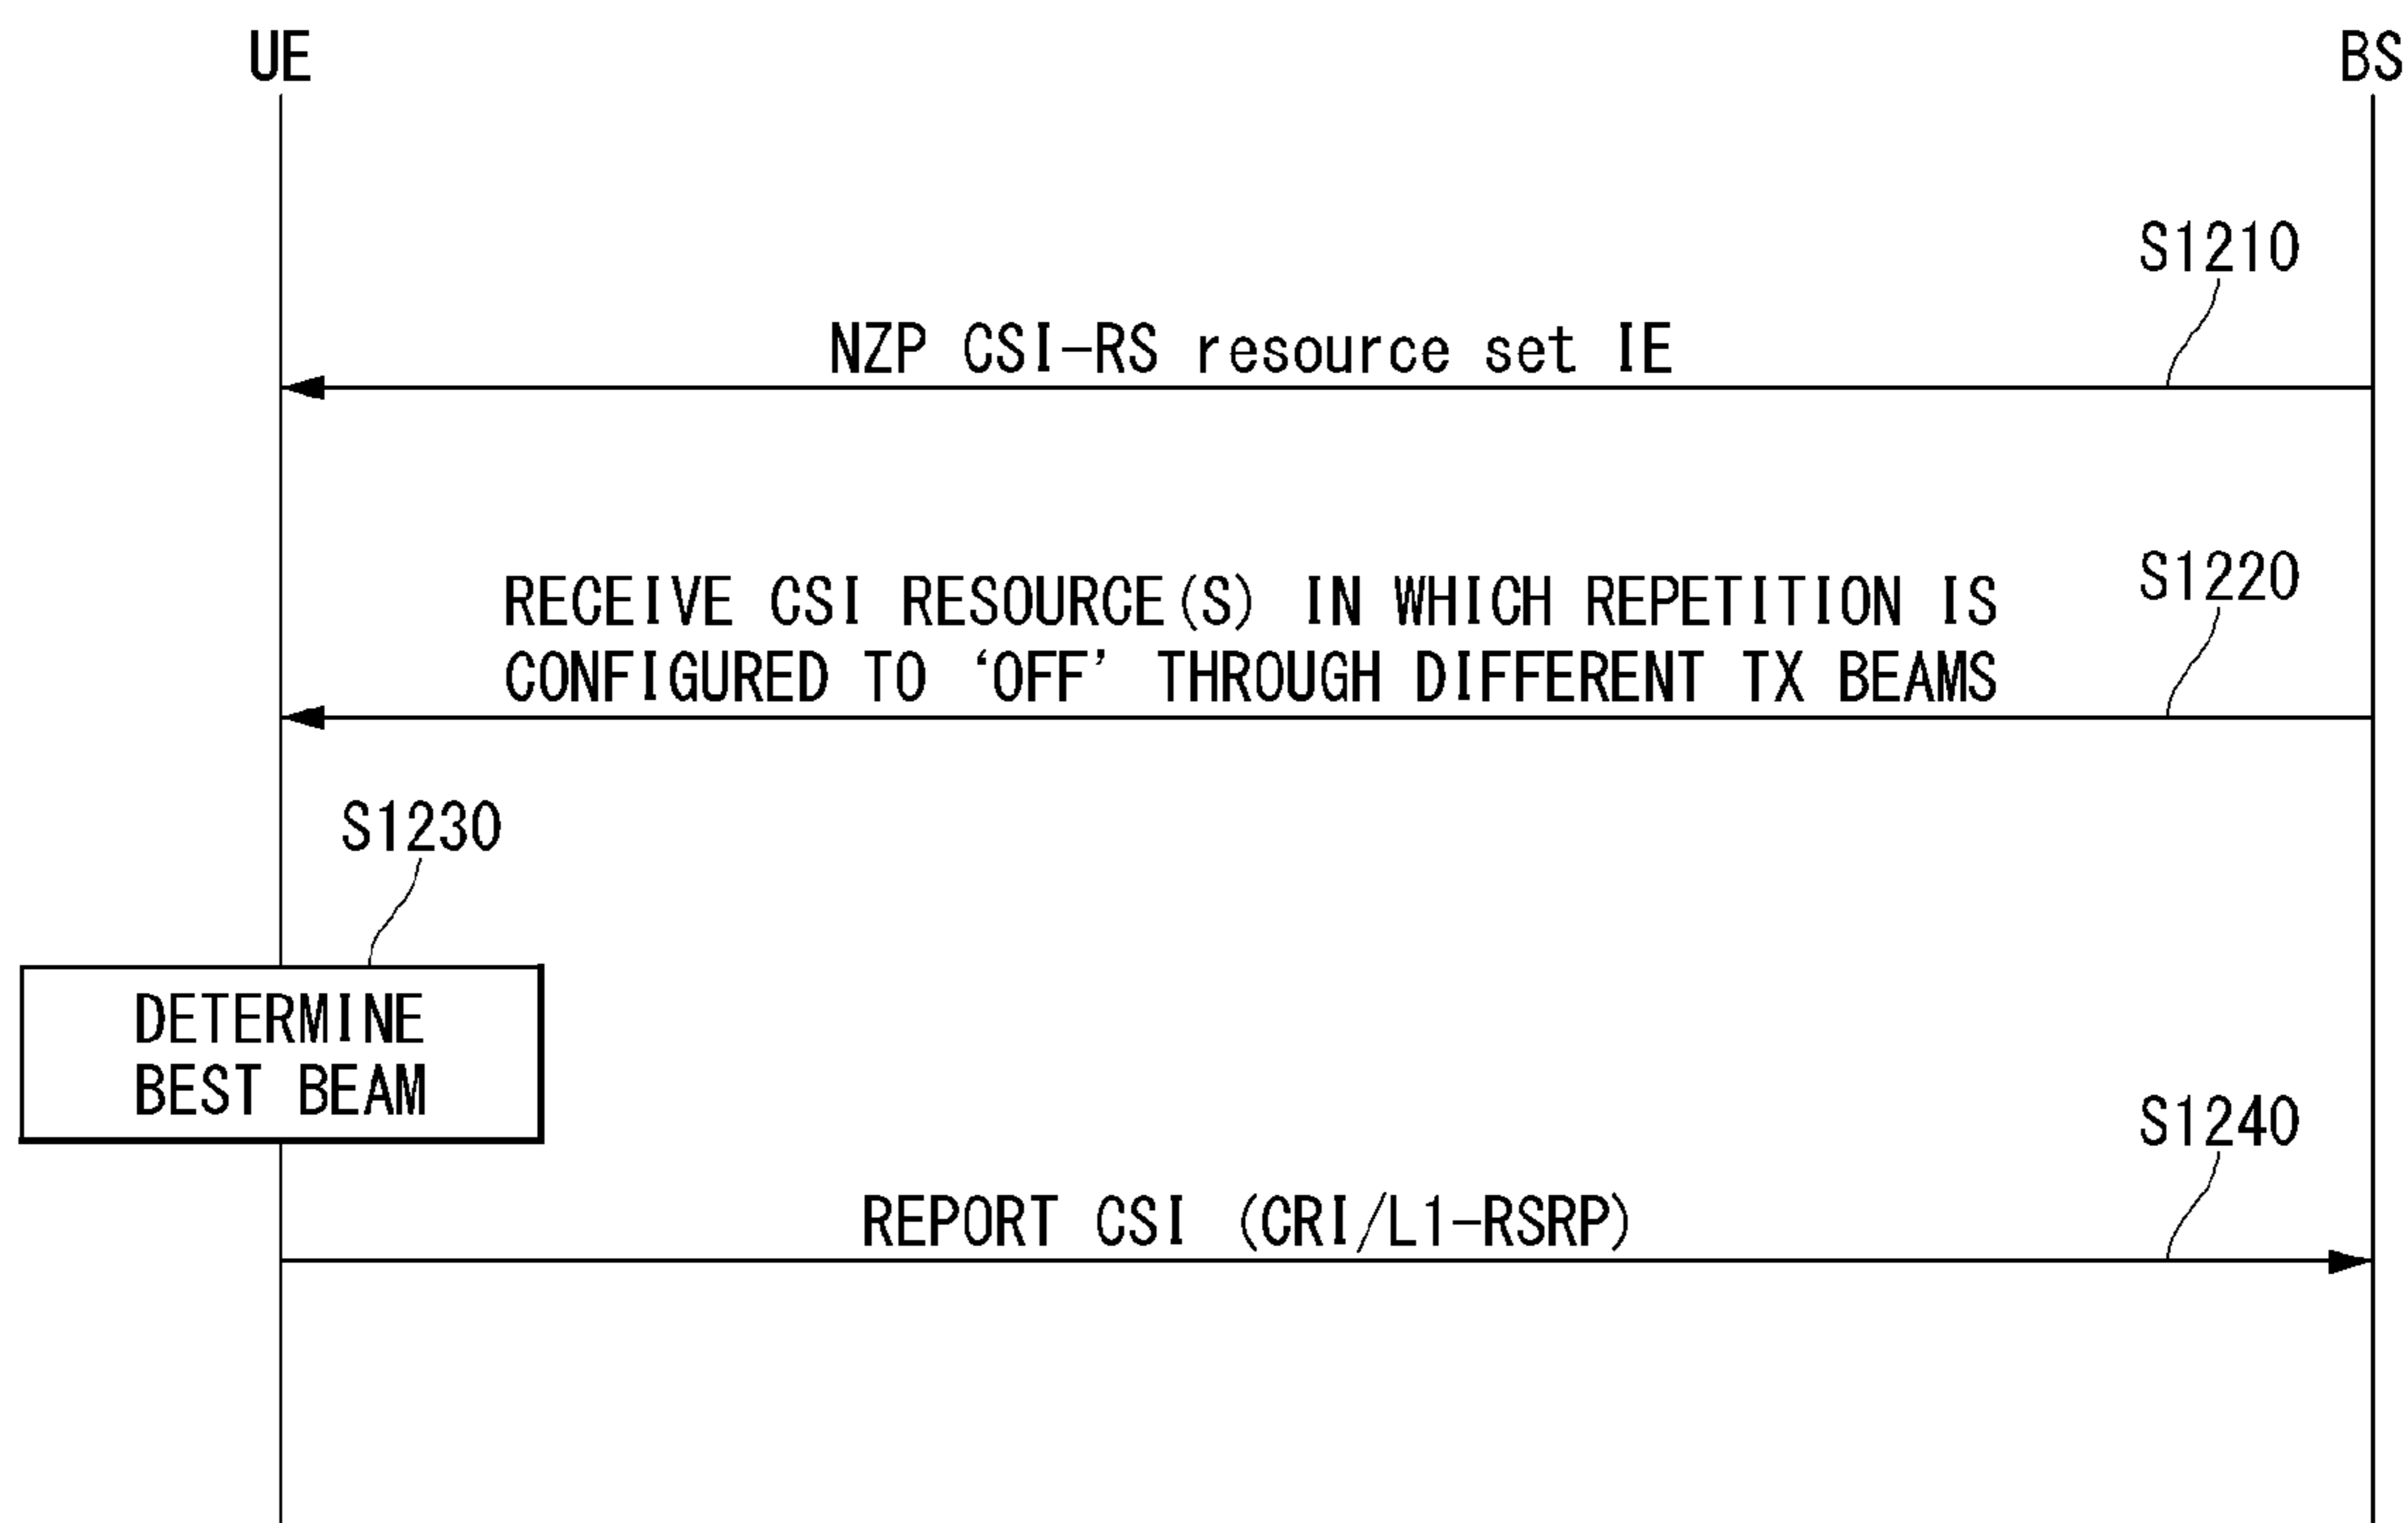 UE
BS
S1210
NZP CSI-RS resource set IE
S1220
RECEIVE CSI RESOURCE(S) IN WHICH REPETITION IS
CONFIGURED TO ‘OFF’ THROUGH DIFFERENT TX BEAMS
S1230
DETERMINE
BEST BEAM
S1240
REPORT CSI (CRI/L1-RSRP)